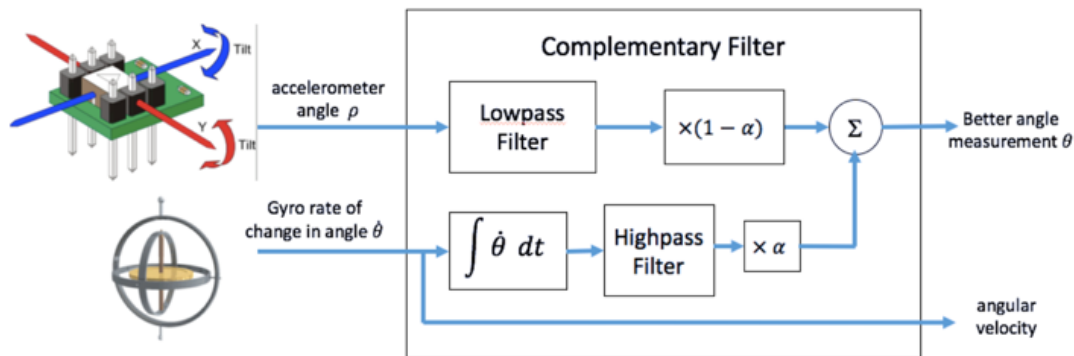 Complementary Filter
X
Tilt
Y
Tilt
accelerometer
angle ρ
Lowpass
Filter
×(1 − α)
Σ
Better angle
measurement θ
Gyro rate of
change in angle θ̇
∫ θ̇ dt
Highpass
Filter
× α
angular
velocity